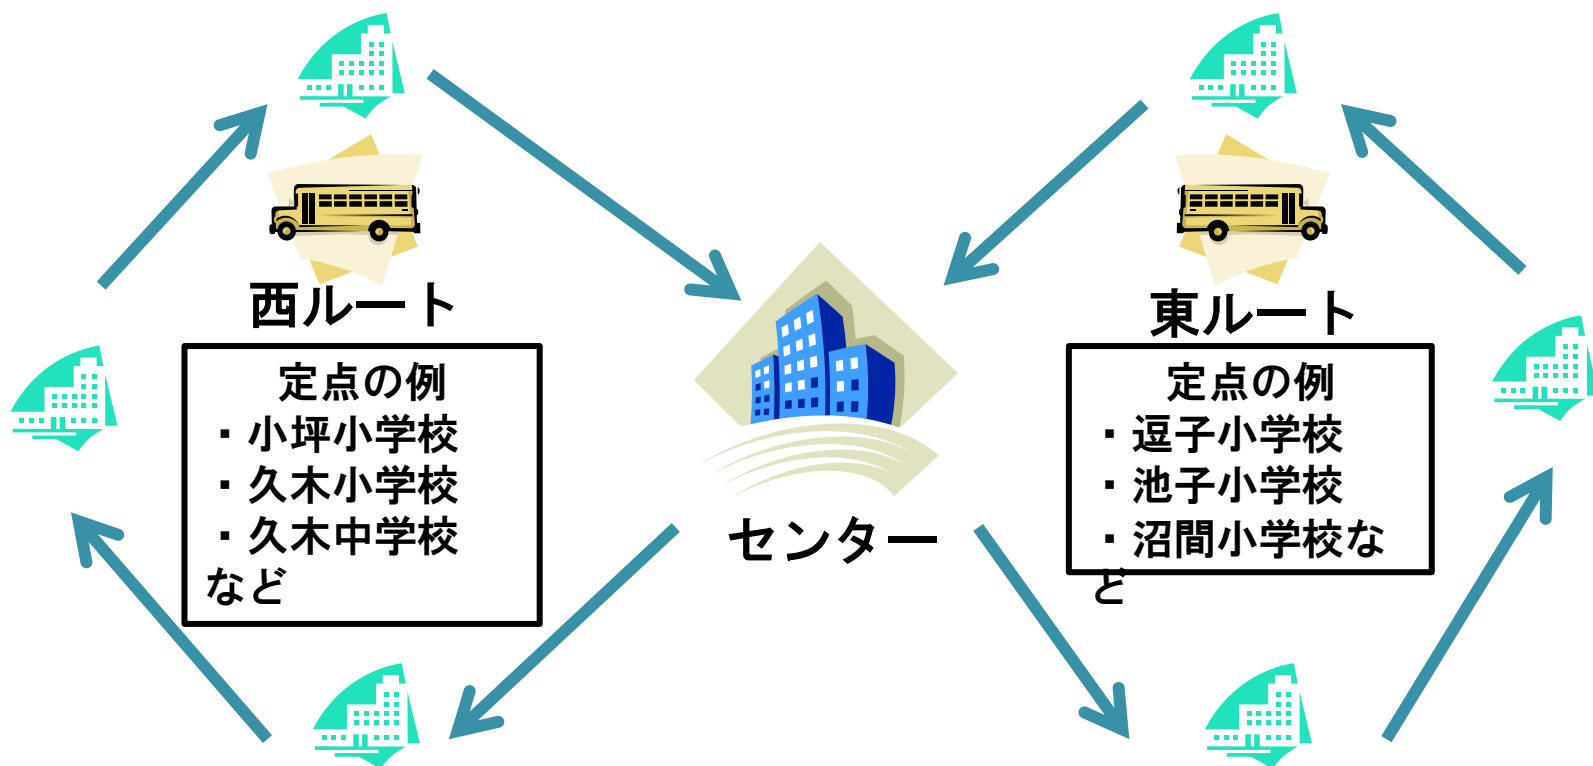 西ルート
定点の例
・小坪小学校
・久木小学校
・久木中学校
など
センター
東ルート
定点の例
・逗子小学校
・池子小学校
・沼間小学校な
ど